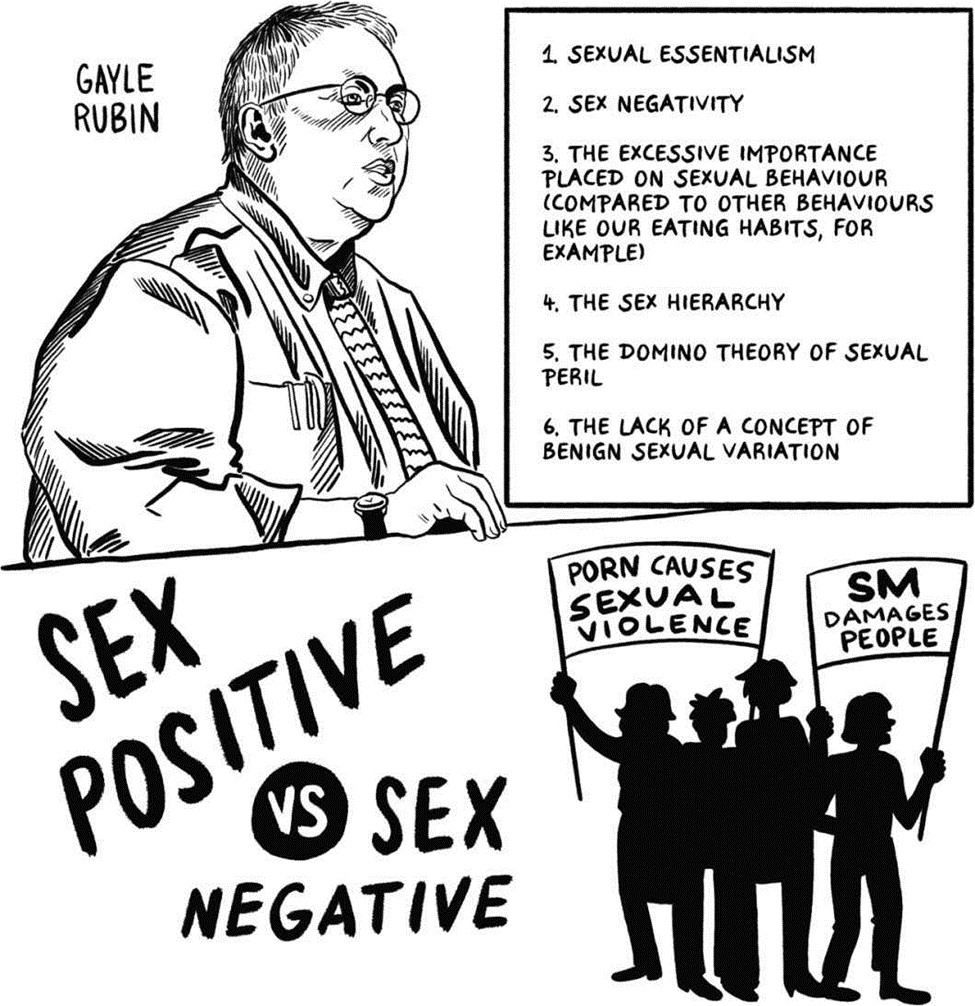 GAYLE
RUBIN
1. SEXUAL ESSENTIALISM
2. SEX NEGATIVITY
3. THE EXCESSIVE IMPORTANCE
PLACED ON SEXUAL BEHAVIOUR
(COMPARED TO OTHER BEHAVIOURS
LIKE OUR EATING HABITS, FOR
EXAMPLE)
4. THE SEX HIERARCHY
5. THE DOMINO THEORY OF SEXUAL
PERIL
6. THE LACK OF A CONCEPT OF
BENIGN SEXUAL VARIATION
SEX
POSITIVE
VS SEX
NEGATIVE
PORN CAUSES
SEXUAL
VIOLENCE
SM
DAMAGES
PEOPLE